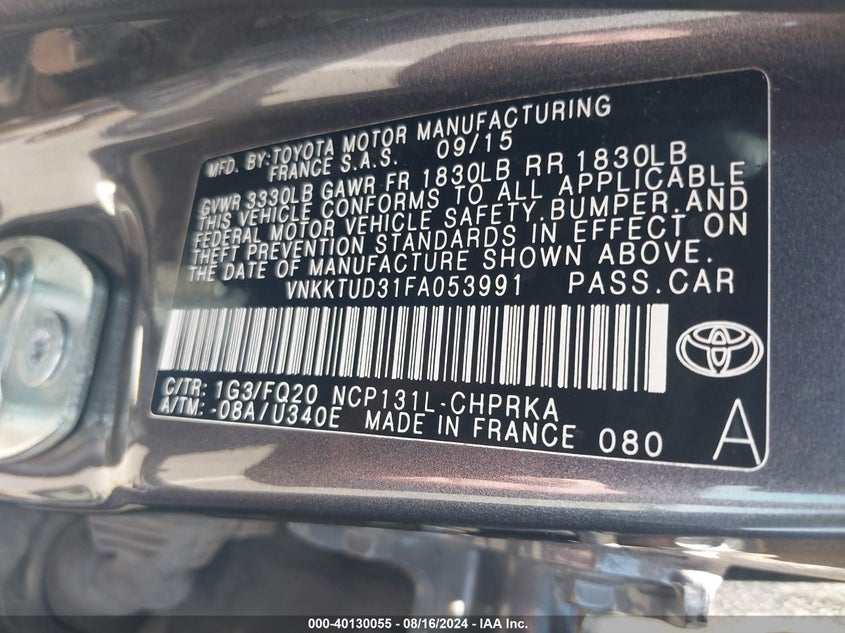 MFD. BY:TOYOTA MOTOR MANUFACTURING
FRANCE S.A.S. 09/15
GVWR 3330LB GAWR FR 1830LB RR 1830LB
THIS VEHICLE CONFORMS TO ALL APPLICABLE
FEDERAL MOTOR VEHICLE SAFETY,BUMPER,AND
THEFT PREVENTION STANDARDS IN EFFECT ON
THE DATE OF MANUFACTURE SHOWN ABOVE.
VNKKTUD31FA053991 PASS.CAR
C/TR: 1G3/FQ20 NCP131L-CHPRKA
A/TM: -08A/U340E MADE IN FRANCE 080 A
000-40130055 - 08/16/2024 - IAA Inc.